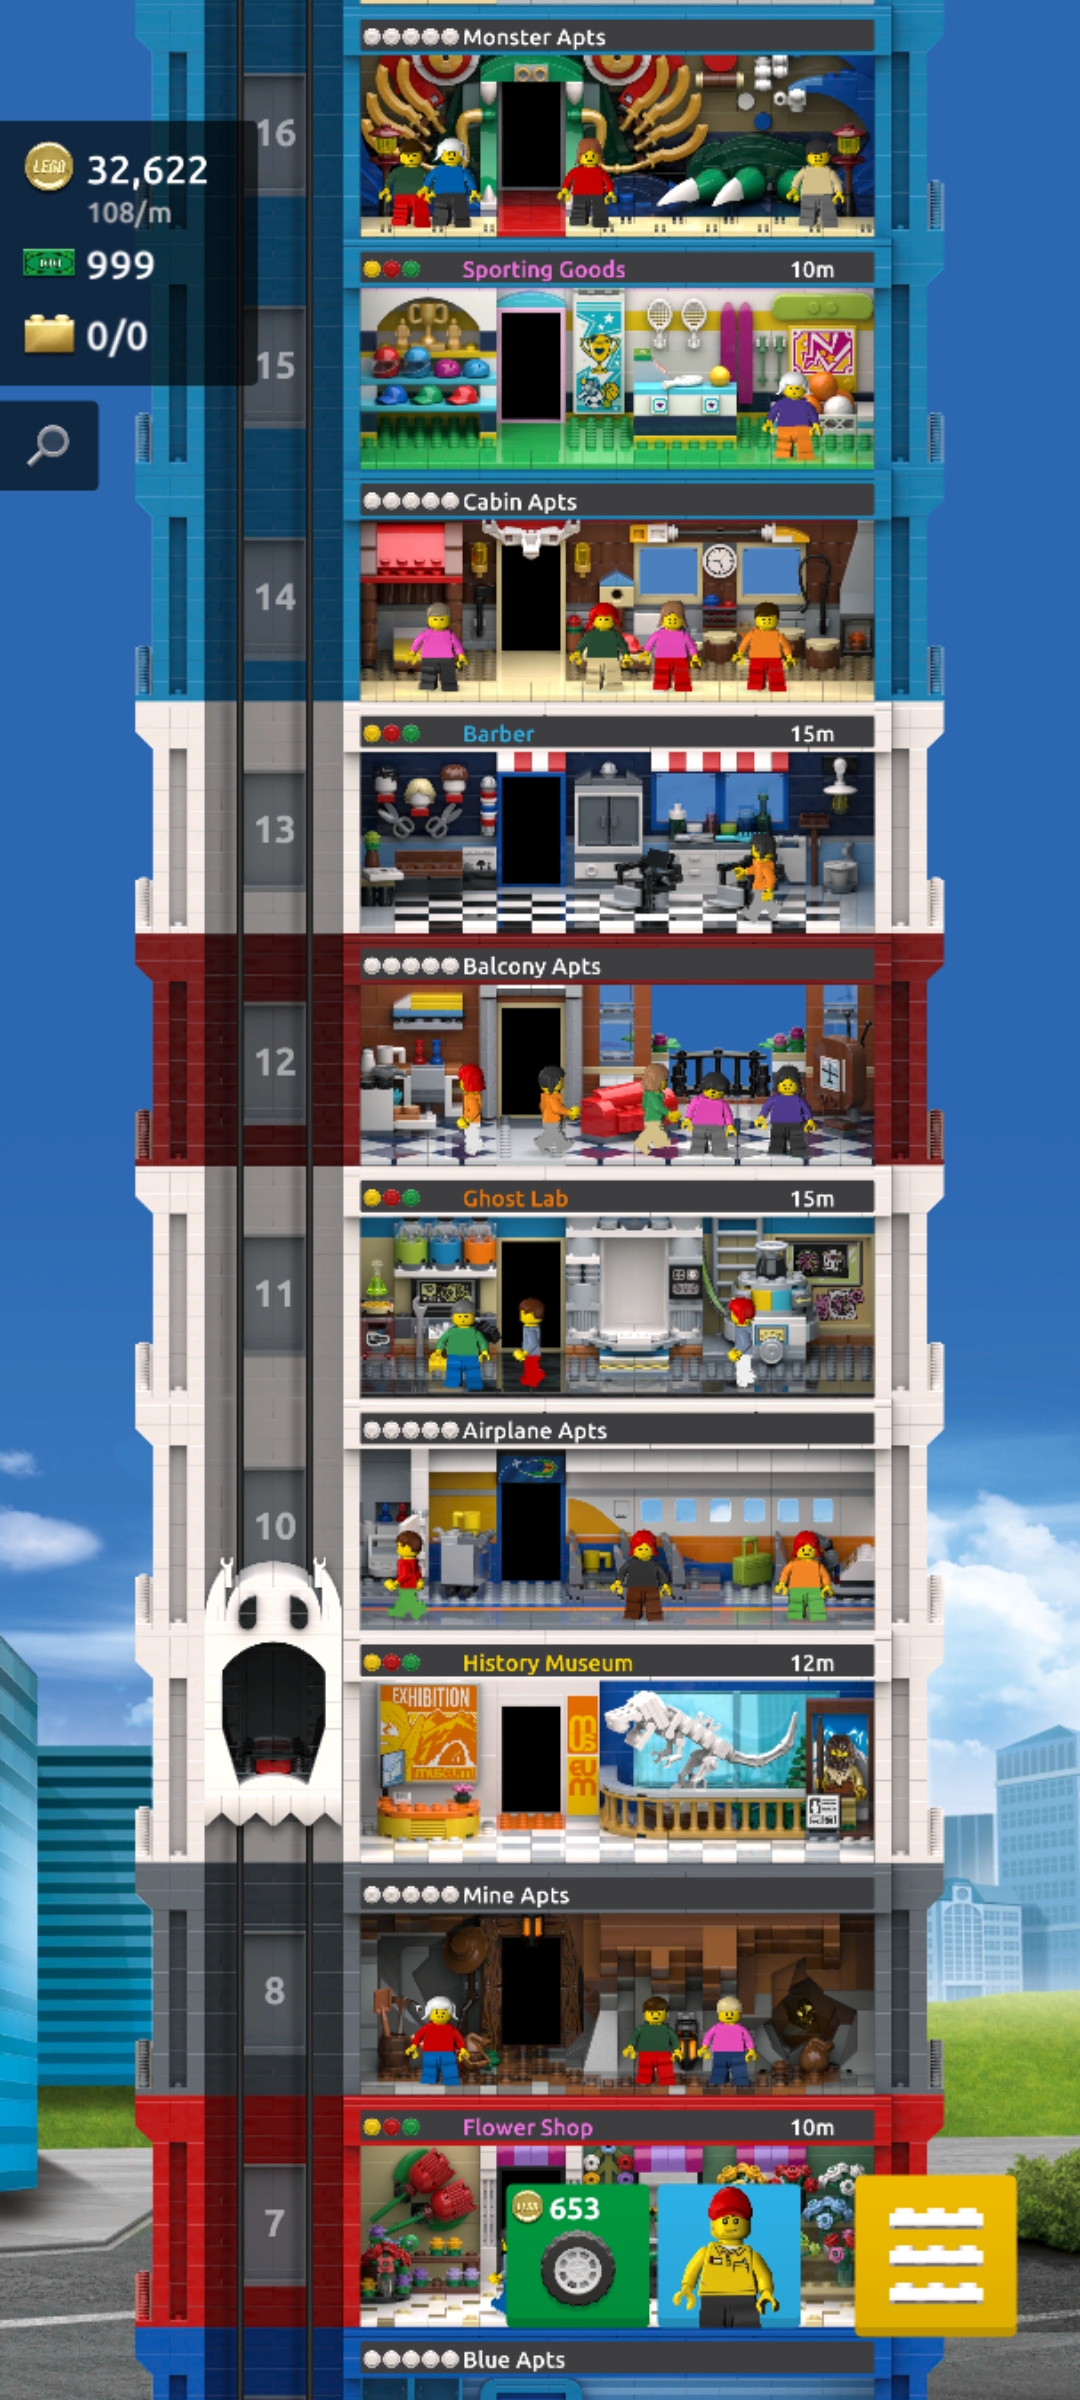 Monster Apts
16
LEGO 32,622
108/m
999
0/0
Sporting Goods 10m
15
Cabin Apts
14
Barber 15m
13
Balcony Apts
12
Ghost Lab 15m
11
Airplane Apts
10
History Museum 12m
EXHIBITION
museum!
MUSEUM
Mine Apts
8
Flower Shop 10m
7
653
Blue Apts